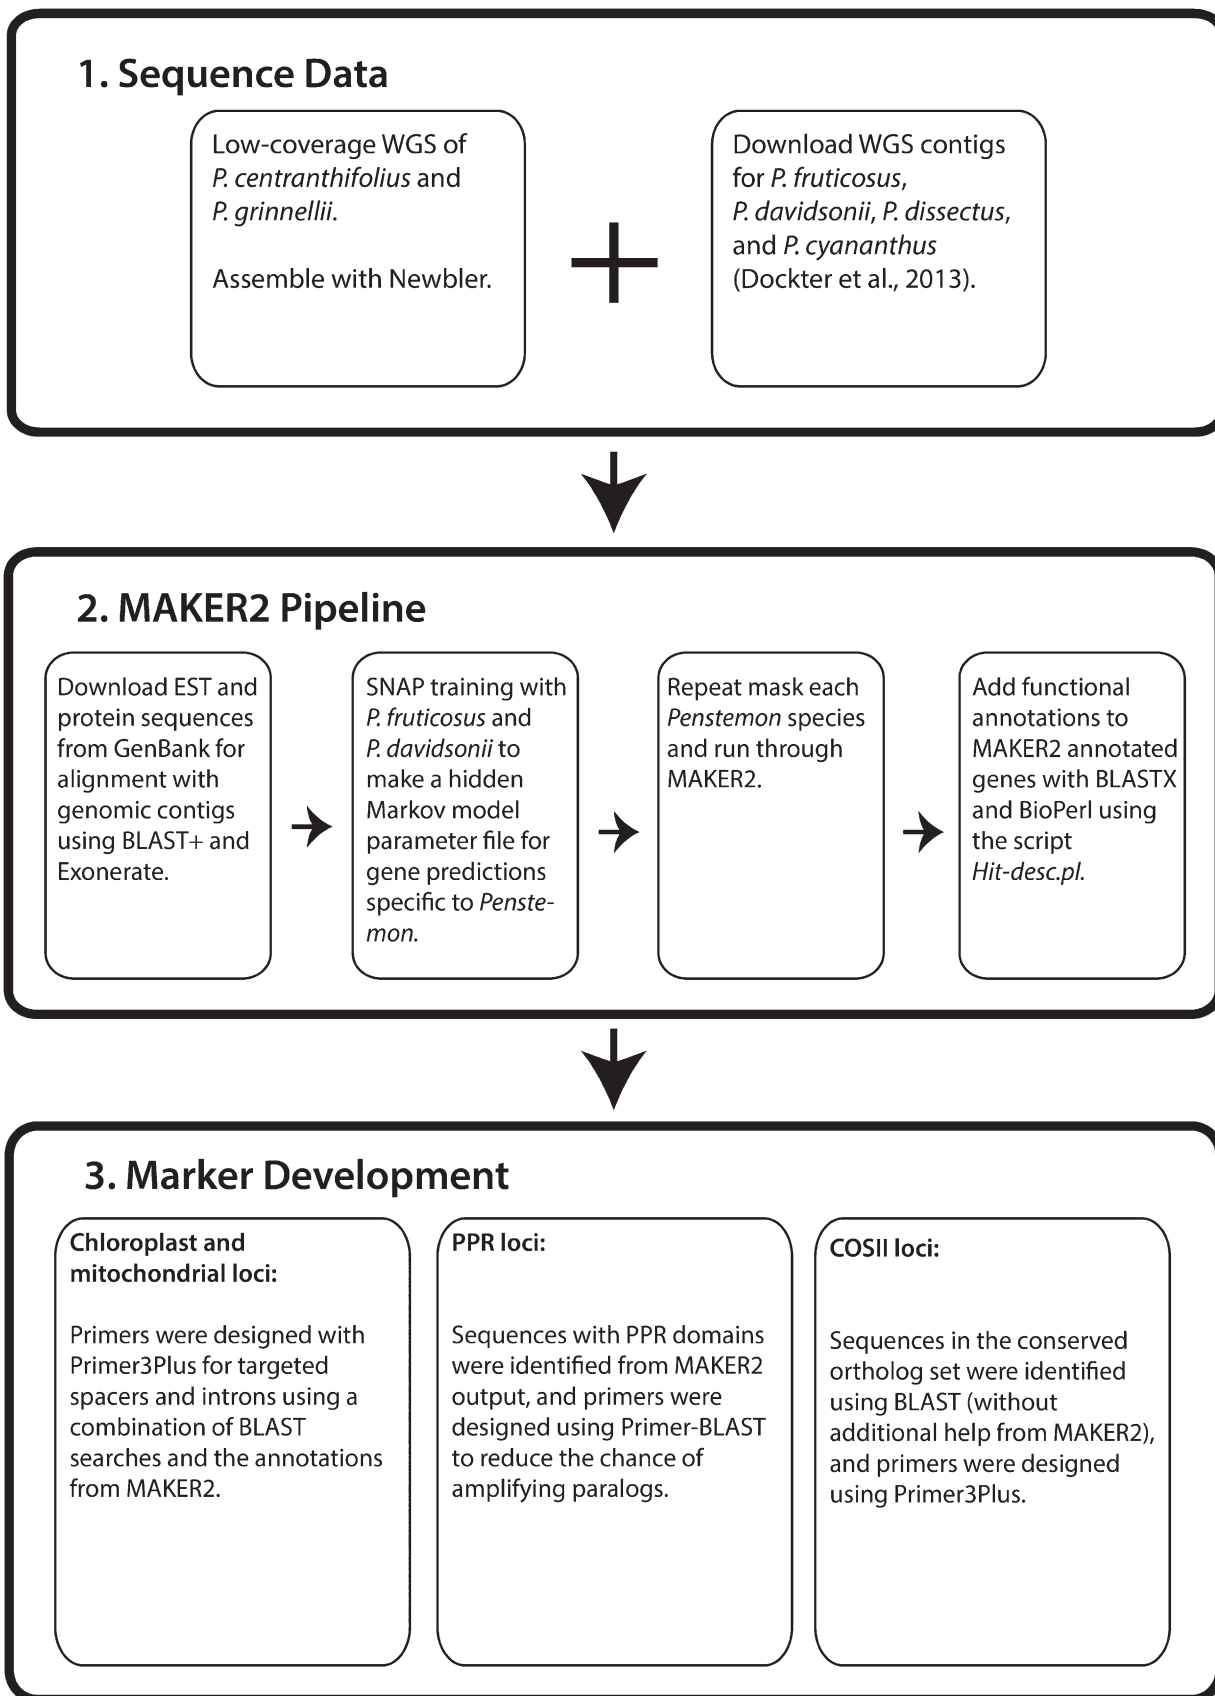 1. Sequence Data
Low-coverage WGS of
P. centranthifolius and
P. grinnellii.
Assemble with Newbler.
Download WGS contigs
for P. fruticosus,
P. davidsonii, P. dissectus,
and P. cyananthus
(Dockter et al., 2013).
2. MAKER2 Pipeline
Download EST and
protein sequences
from GenBank for
alignment with
genomic contigs
using BLAST+ and
Exonerate.
SNAP training with
P. fruticosus and
P. davidsonii to
make a hidden
Markov model
parameter file for
gene predictions
specific to Penste-
mon.
Repeat mask each
Penstemon species
and run through
MAKER2.
Add functional
annotations to
MAKER2 annotated
genes with BLASTX
and BioPerl using
the script
Hit-desc.pl.
3. Marker Development
Chloroplast and
mitochondrial loci:
Primers were designed with
Primer3Plus for targeted
spacers and introns using a
combination of BLAST
searches and the annotations
from MAKER2.
PPR loci:
Sequences with PPR domains
were identified from MAKER2
output, and primers were
designed using Primer-BLAST
to reduce the chance of
amplifying paralogs.
COSII loci:
Sequences in the conserved
ortholog set were identified
using BLAST (without
additional help from MAKER2),
and primers were designed
using Primer3Plus.